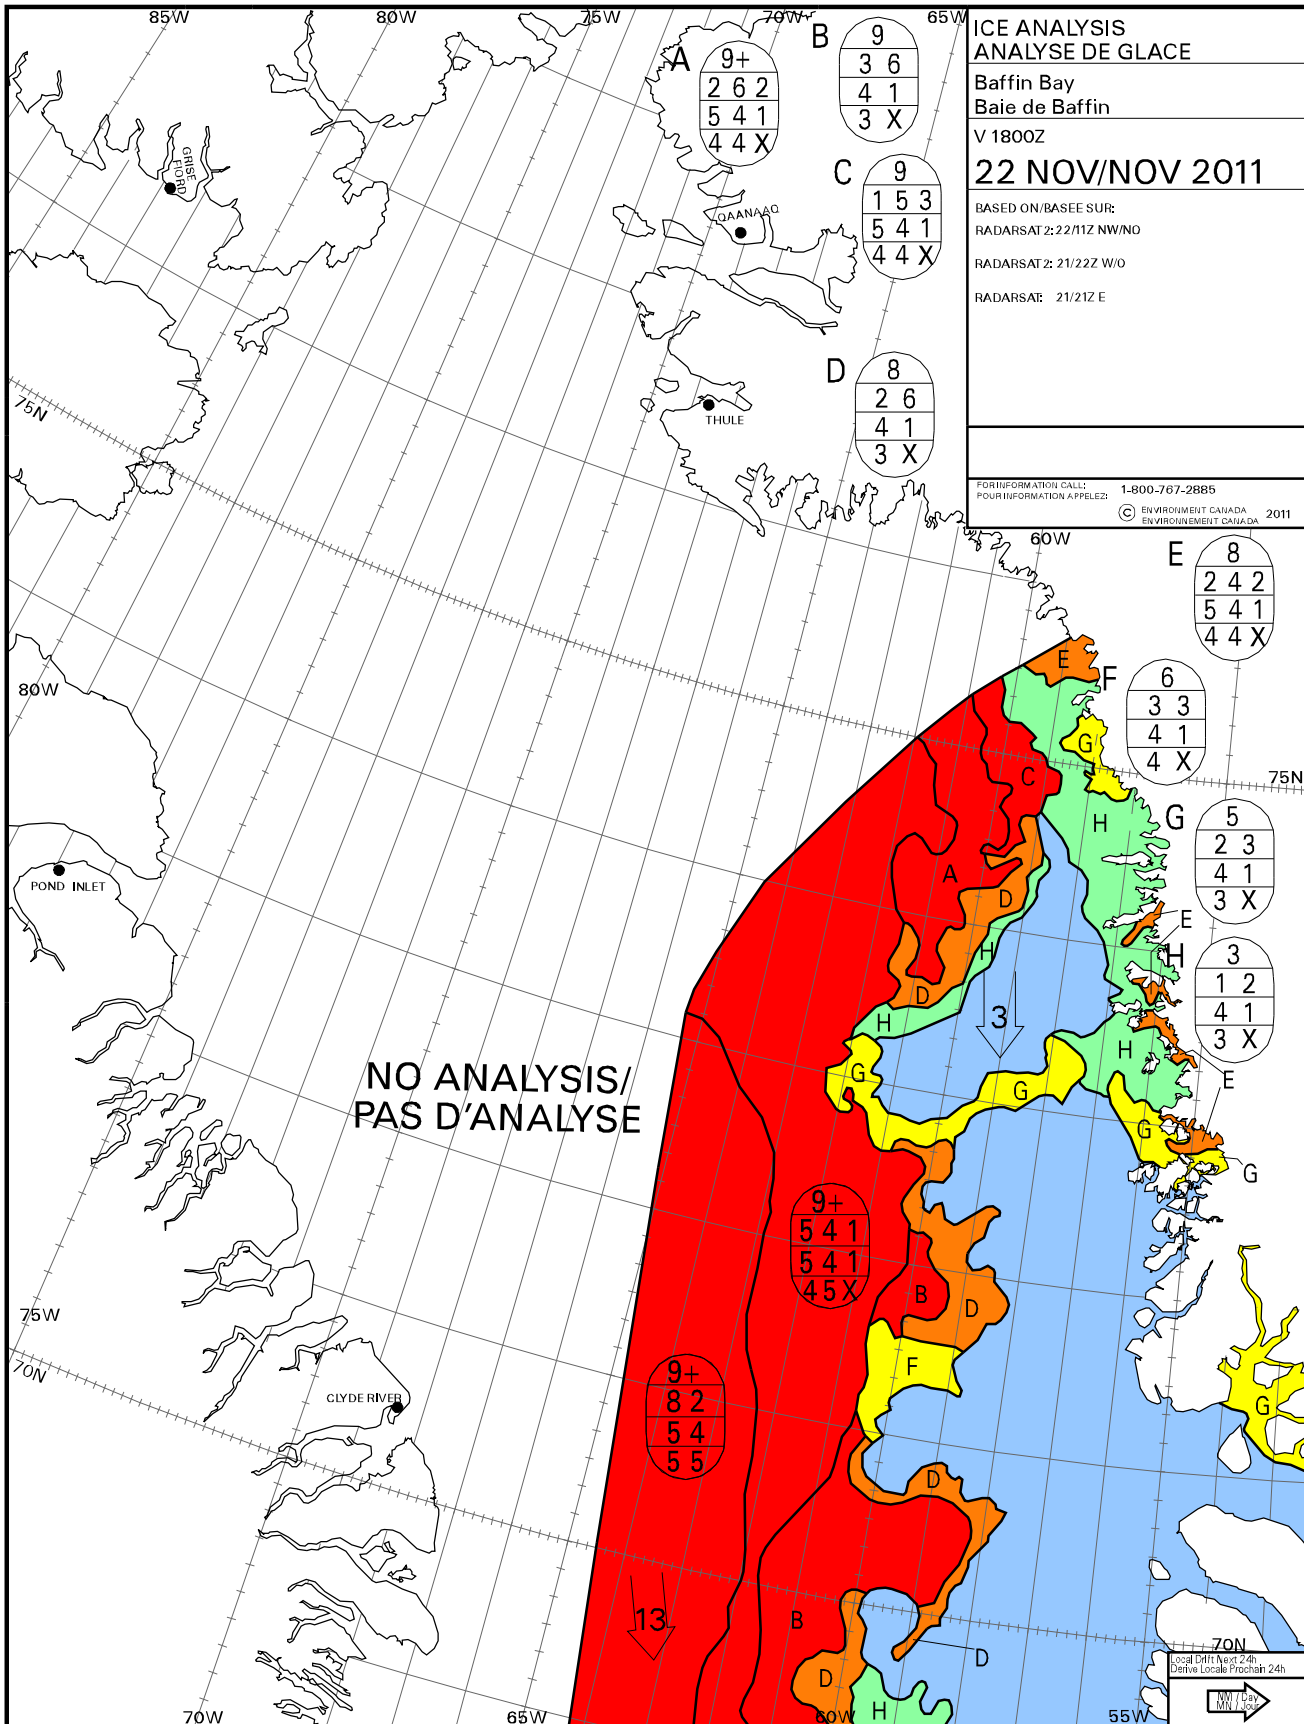 85W
80W
75W
70W
65W
ICE ANALYSIS
ANALYSE DE GLACE
Baffin Bay
Baie de Baffin
V 1800Z
22 NOV/NOV 2011
BASED ON/BASEE SUR:
RADARSAT2: 22/11Z NW/NO
RADARSAT2: 21/22Z W/O
RADARSAT: 21/21Z E
FOR INFORMATION CALL:
POUR INFORMATION APPELEZ:
1-800-767-2885
© ENVIRONMENT CANADA
ENVIRONNEMENT CANADA
2011
A
9+
2 6 2
5 4 1
4 4 X
B
9
3 6
4 1
3 X
C
9
1 5 3
5 4 1
4 4 X
D
8
2 6
4 1
3 X
GRISE
FIORD
QAANAAQ
THULE
75N
60W
E
8
2 4 2
5 4 1
4 4 X
F
6
3 3
4 1
4 X
75N
G
5
2 3
4 1
3 X
H
3
1 2
4 1
3 X
80W
POND INLET
E
G
C
H
A
D
E
H
D
H
3
H
G
G
E
G
G
NO ANALYSIS/
PAS D'ANALYSE
9+
5 4 1
5 4 1
4 5 X
B
D
F
75W
70N
CLYDE RIVER
9+
8 2
5 4
5 5
G
D
13
B
D
D
H
70N
Local Drift Next 24h
Derive Locale Prochain 24h
NM / Day
MN / Jour
70W
65W
60W
55W